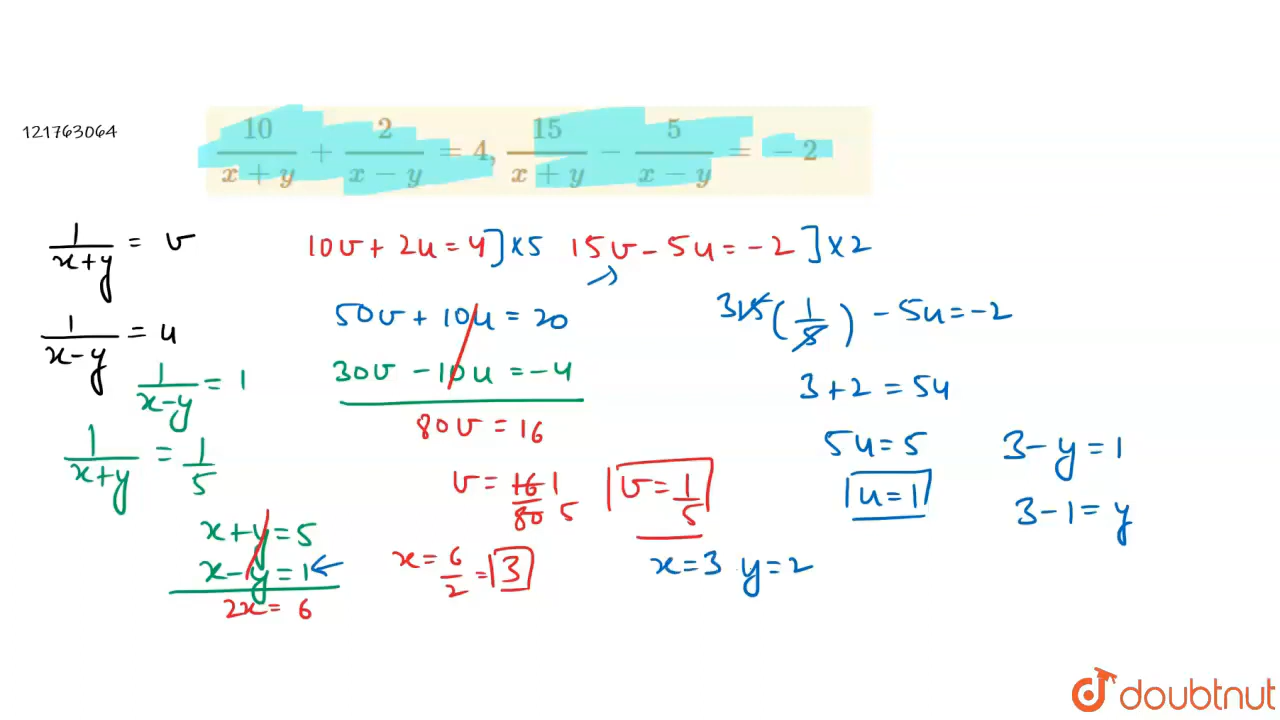 121763064
10/(x + y) + 2/(x − y) = 4, 15/(x + y) − 5/(x − y) = − 2
1/(x+y) = v
10v + 2u = 4] ×5 15v − 5u = −2] ×2
50v + 10u = 20
30v − 10u = −4
80v = 16
v = 16/80 1/5
v = 1/5
3 15 (1/5) − 5u = −2
3 + 2 = 5u
5u = 5
u = 1
1/(x−y) = u
1/(x−y) = 1
1/(x+y) = 1/5
x + y = 5
x − y = 1 ←
2x = 6
x = 6/2 = 3
3 − y = 1
3 − 1 = y
x = 3 y = 2
doubtnut